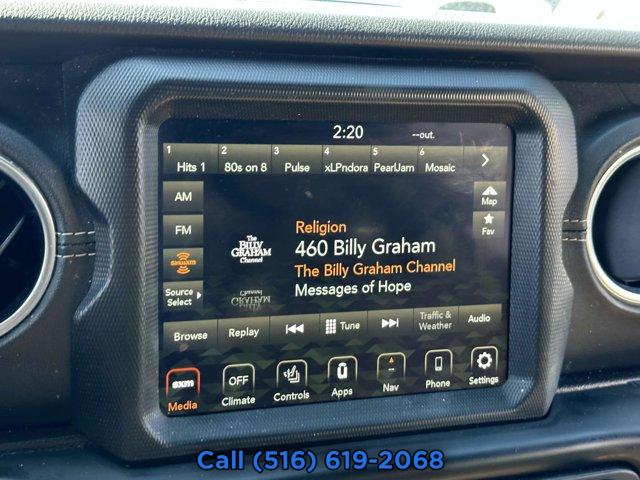 2:20
--out.
1 2 3 4 5 6
Hits 1 80s on 8 Pulse xLPndora PearlJam Mosaic
AM
Map
FM
Fav
Religion
The
BILLY
GRAHAM
Channel
460 Billy Graham
siriusxm
The Billy Graham Channel
Source
Select
Messages of Hope
Browse Replay Tune Traffic &
Weather Audio
sxm OFF
Media Climate Controls Apps Nav Phone Settings
Call (516) 619-2068